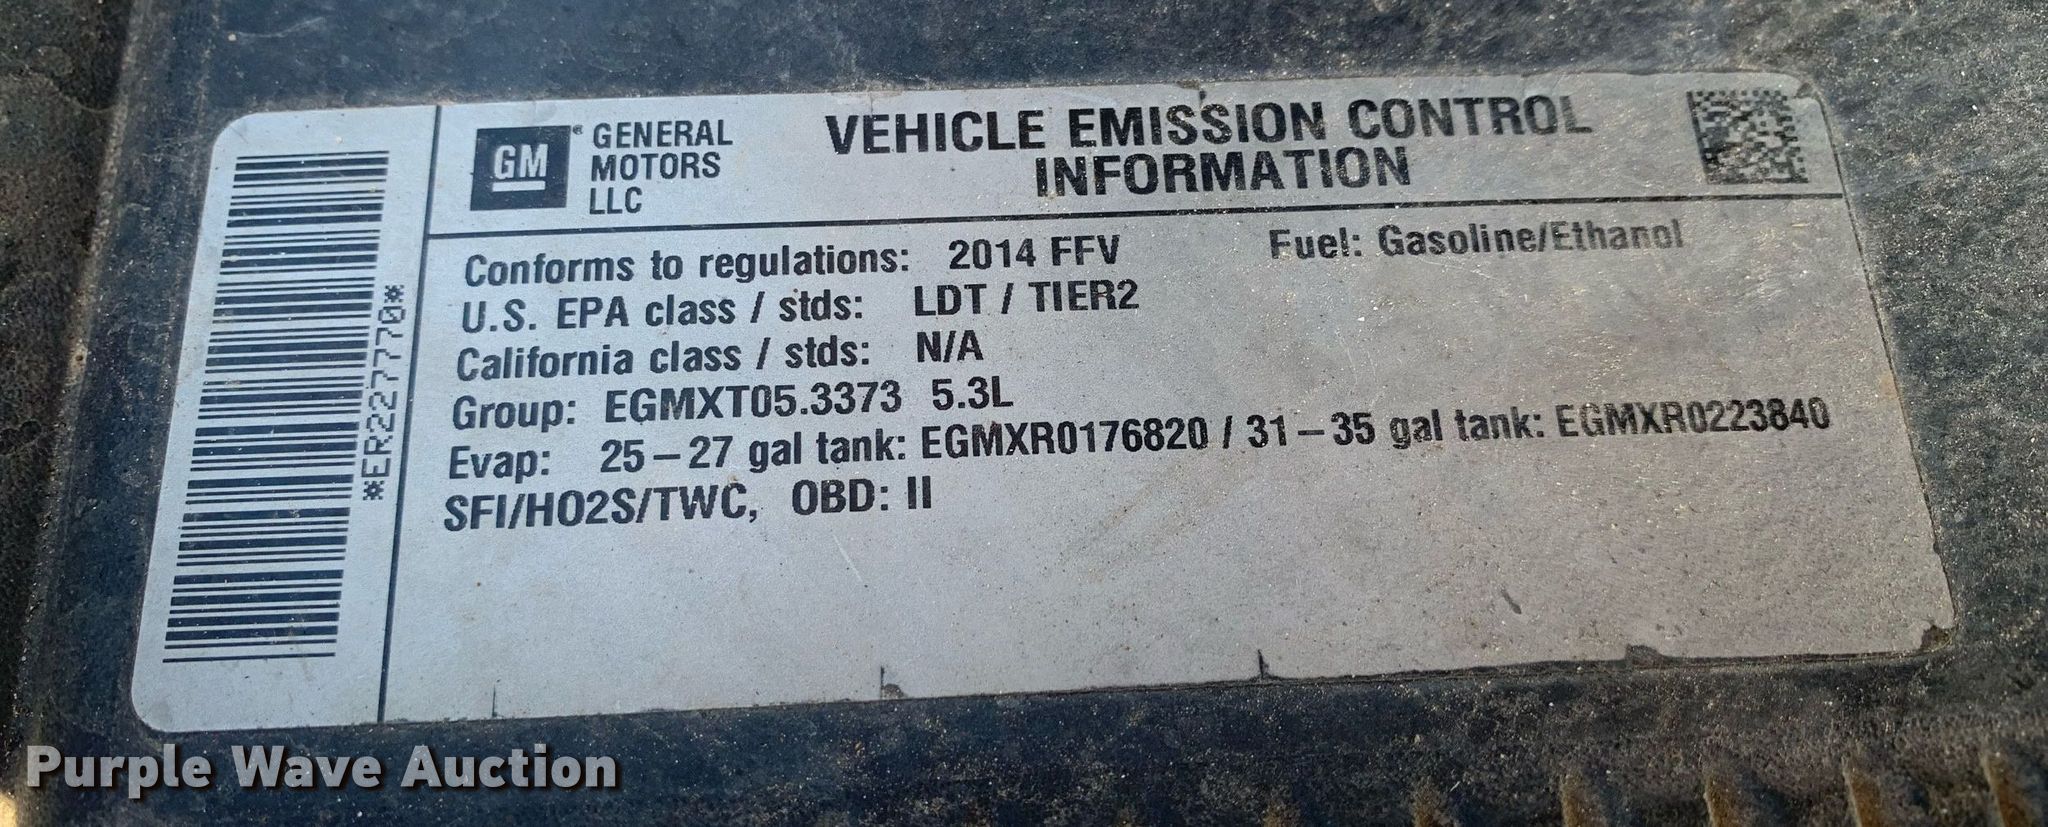 GM
® GENERAL
MOTORS
LLC
VEHICLE EMISSION CONTROL
INFORMATION
*ER2227770*
Conforms to regulations: 2014 FFV Fuel: Gasoline/Ethanol
U.S. EPA class / stds: LDT / TIER2
California class / stds: N/A
Group: EGMXT05.3373 5.3L
Evap: 25–27 gal tank: EGMXR0176820 / 31–35 gal tank: EGMXR0223840
SFI/HO2S/TWC, OBD: II
Purple Wave Auction